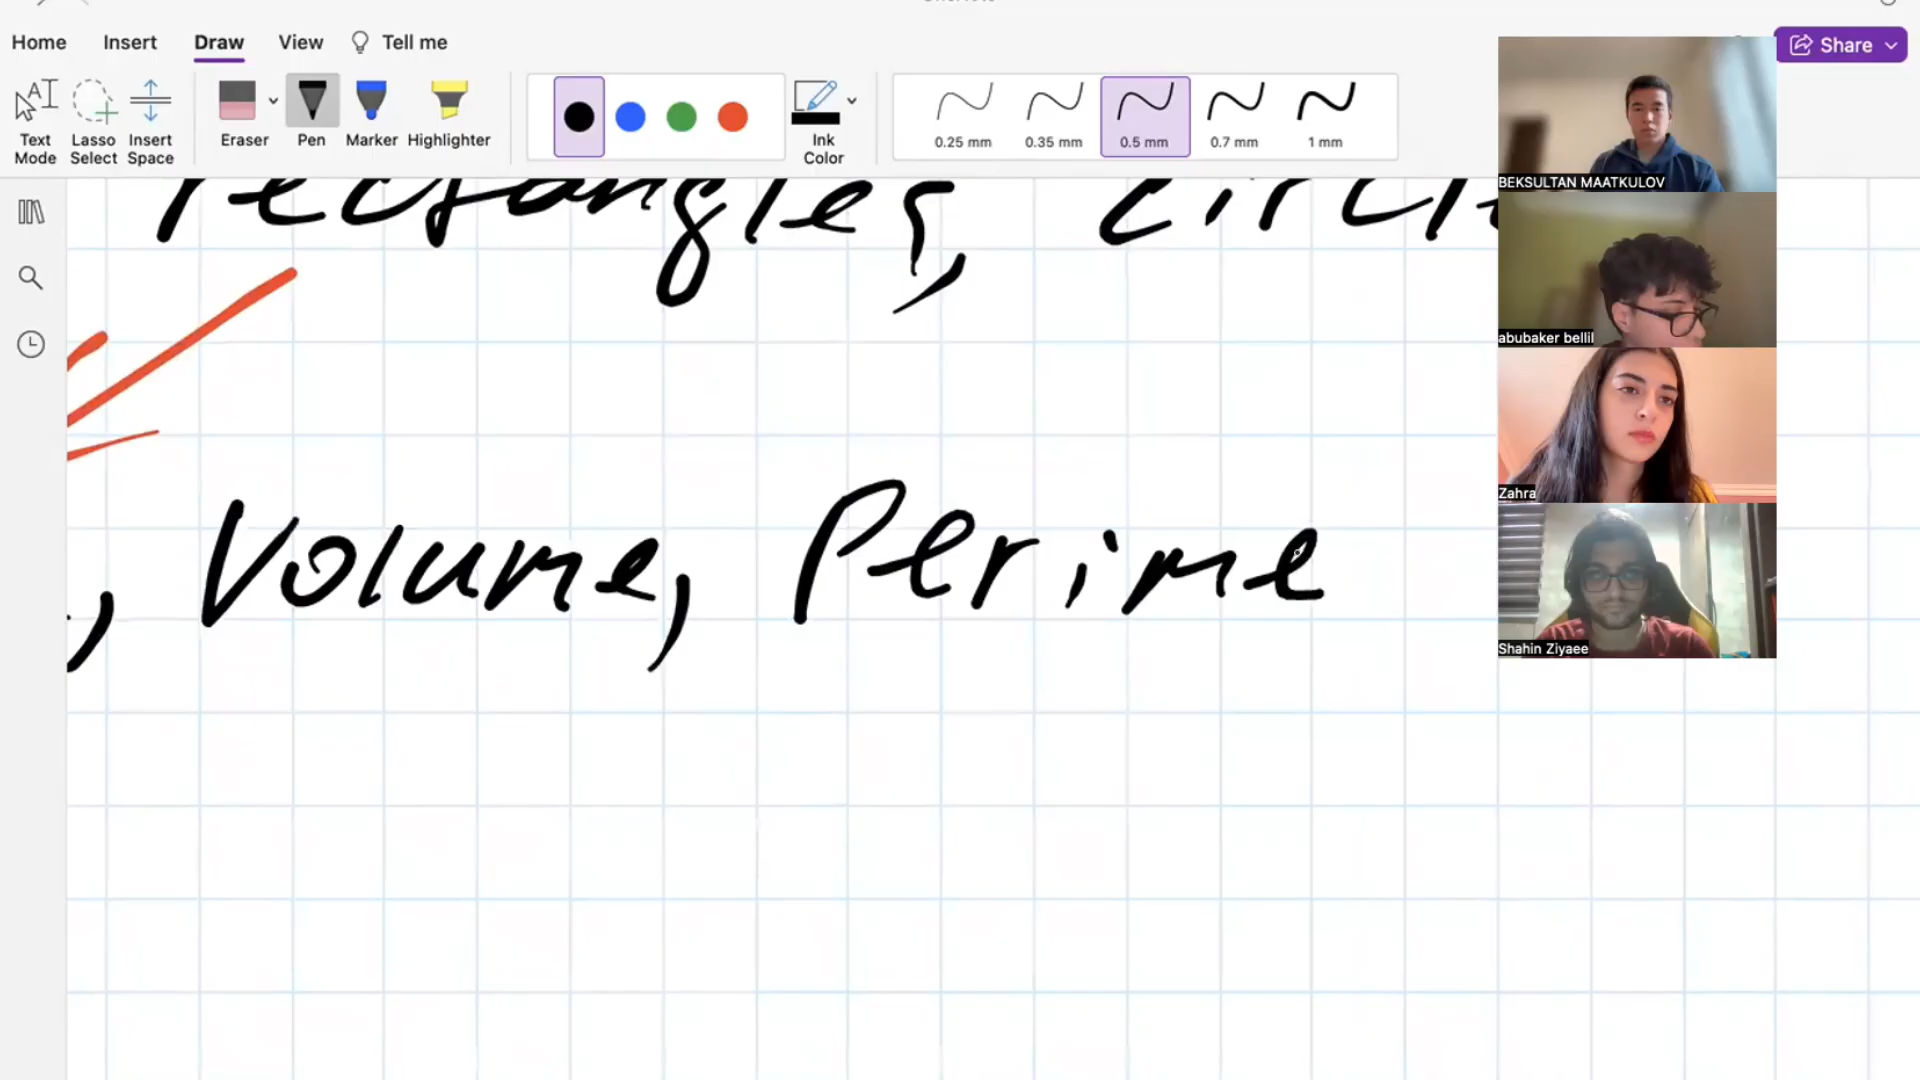 Home Insert Draw View Tell me
Share
Text Mode
Lasso Select
Insert Space
Eraser
Pen
Marker
Highlighter
Ink Color
0.25 mm
0.35 mm
0.5 mm
0.7 mm
1 mm
BEKSULTAN MAATKULOV
rectangles, circl
abubaker bellil
, Volume, Perime
Zahra
Shahin Ziyaee